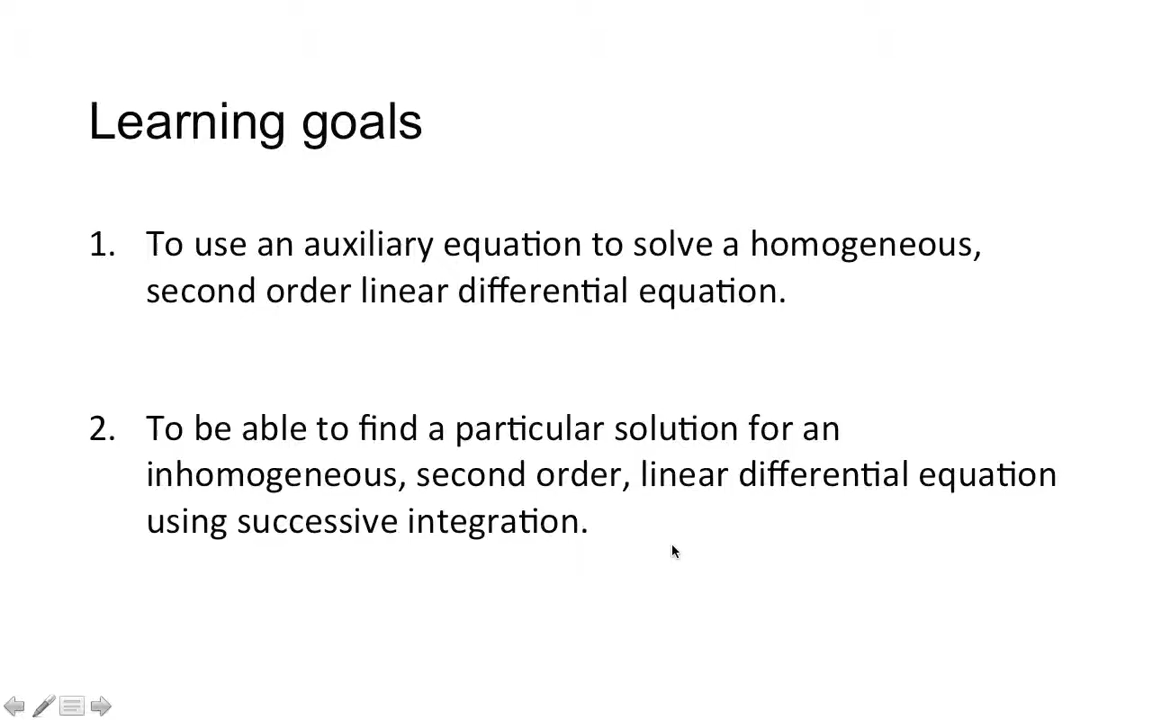 Learning goals
1. To use an auxiliary equation to solve a homogeneous,
second order linear differential equation.
2. To be able to find a particular solution for an
inhomogeneous, second order, linear differential equation
using successive integration.